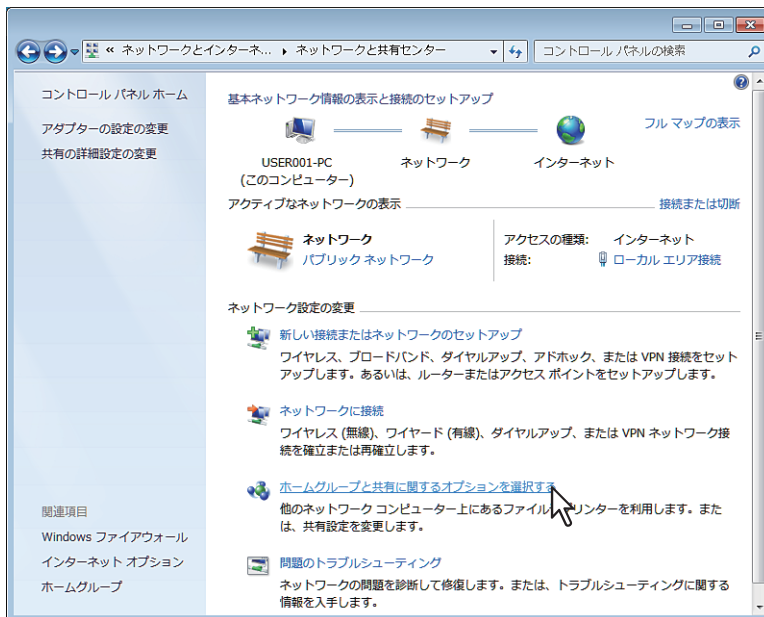 « ネットワークとインターネ... ▸ ネットワークと共有センター
コントロール パネルの検索
コントロール パネル ホーム
アダプターの設定の変更
共有の詳細設定の変更
基本ネットワーク情報の表示と接続のセットアップ
フル マップの表示
USER001-PC
(このコンピューター)
ネットワーク
インターネット
アクティブなネットワークの表示
接続または切断
ネットワーク
パブリック ネットワーク
アクセスの種類: インターネット
接続: ローカル エリア接続
ネットワーク設定の変更
新しい接続またはネットワークのセットアップ
ワイヤレス、ブロードバンド、ダイヤルアップ、アドホック、または VPN 接続をセット
アップします。あるいは、ルーターまたはアクセス ポイントをセットアップします。
ネットワークに接続
ワイヤレス (無線)、ワイヤード (有線)、ダイヤルアップ、または VPN ネットワーク接
続を確立または再確立します。
ホームグループと共有に関するオプションを選択する
他のネットワーク コンピューター上にあるファイル プリンターを利用します。また
は、共有設定を変更します。
問題のトラブルシューティング
ネットワークの問題を診断して修復します。または、トラブルシューティングに関する
情報を入手します。
関連項目
Windows ファイアウォール
インターネット オプション
ホームグループ